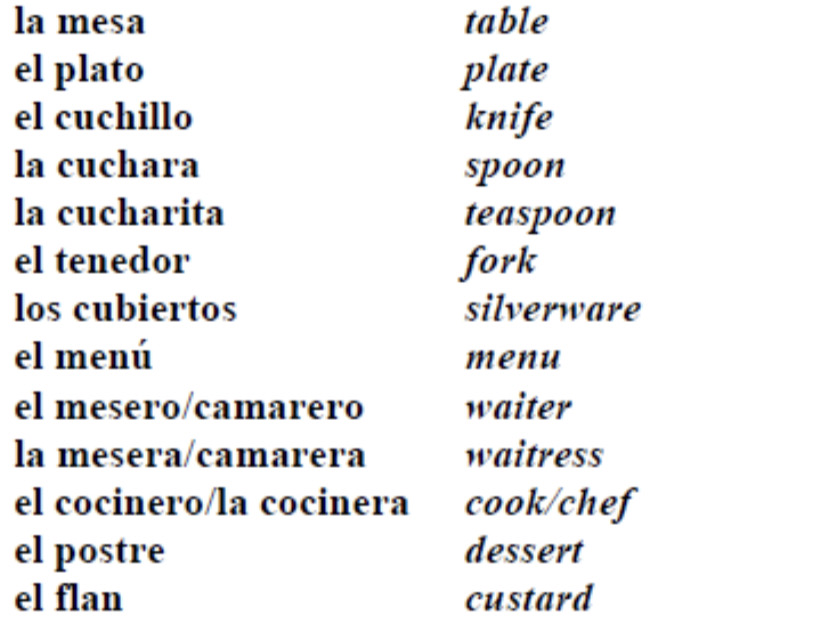 la mesa table
el plato plate
el cuchillo knife
la cuchara spoon
la cucharita teaspoon
el tenedor fork
los cubiertos silverware
el menú menu
el mesero/camarero waiter
la mesera/camarera waitress
el cocinero/la cocinera cook/chef
el postre dessert
el flan custard